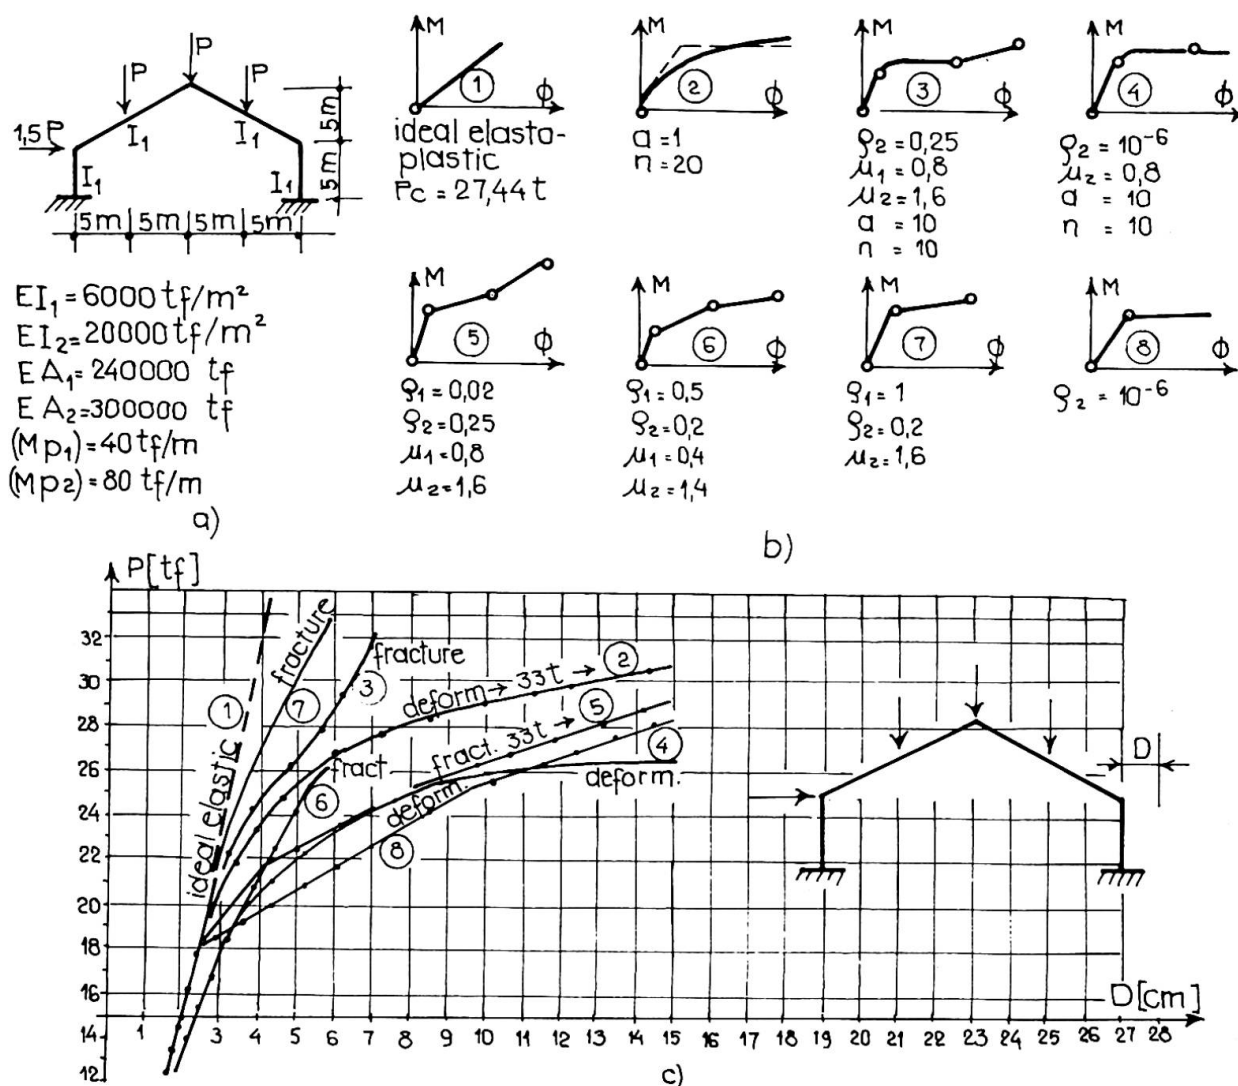 P
P
P
1,5 P
I₁
I₁
I₁
I₁
5m
5m
5m 5m 5m 5m
EI₁ = 6000 tf/m²
EI₂ = 20000 tf/m²
EA₁ = 240000 tf
EA₂ = 300000 tf
(Mp₁) = 40 tf/m
(Mp₂) = 80 tf/m
a)
M
1
ϕ
ideal elasto-
plastic
Pc = 27,44 t
M
2
ϕ
a = 1
n = 20
M
3
ϕ
ρ₂ = 0,25
μ₁ = 0,8
μ₂ = 1,6
a = 10
n = 10
M
4
ϕ
ρ₂ = 10⁻⁶
μ₂ = 0,8
a = 10
n = 10
M
5
ϕ
ρ₁ = 0,02
ρ₂ = 0,25
μ₁ = 0,8
μ₂ = 1,6
M
6
ϕ
ρ₁ = 0,5
ρ₂ = 0,2
μ₁ = 0,4
μ₂ = 1,4
M
7
ϕ
ρ₁ = 1
ρ₂ = 0,2
μ₂ = 1,6
M
8
ϕ
ρ₂ = 10⁻⁶
b)
P [tf]
32
30
28
26
24
22
20
18
16
14
12
ideal elastic
1
fracture
7
fracture
3
deform → 33t → 2
fract
6
fract. 33t → 5
4
deform.
deform.
8
D
D [cm]
1 2 3 4 5 6 7 8 9 10 11 12 13 14 15 16 17 18 19 20 21 22 23 24 25 26 27 28
c)